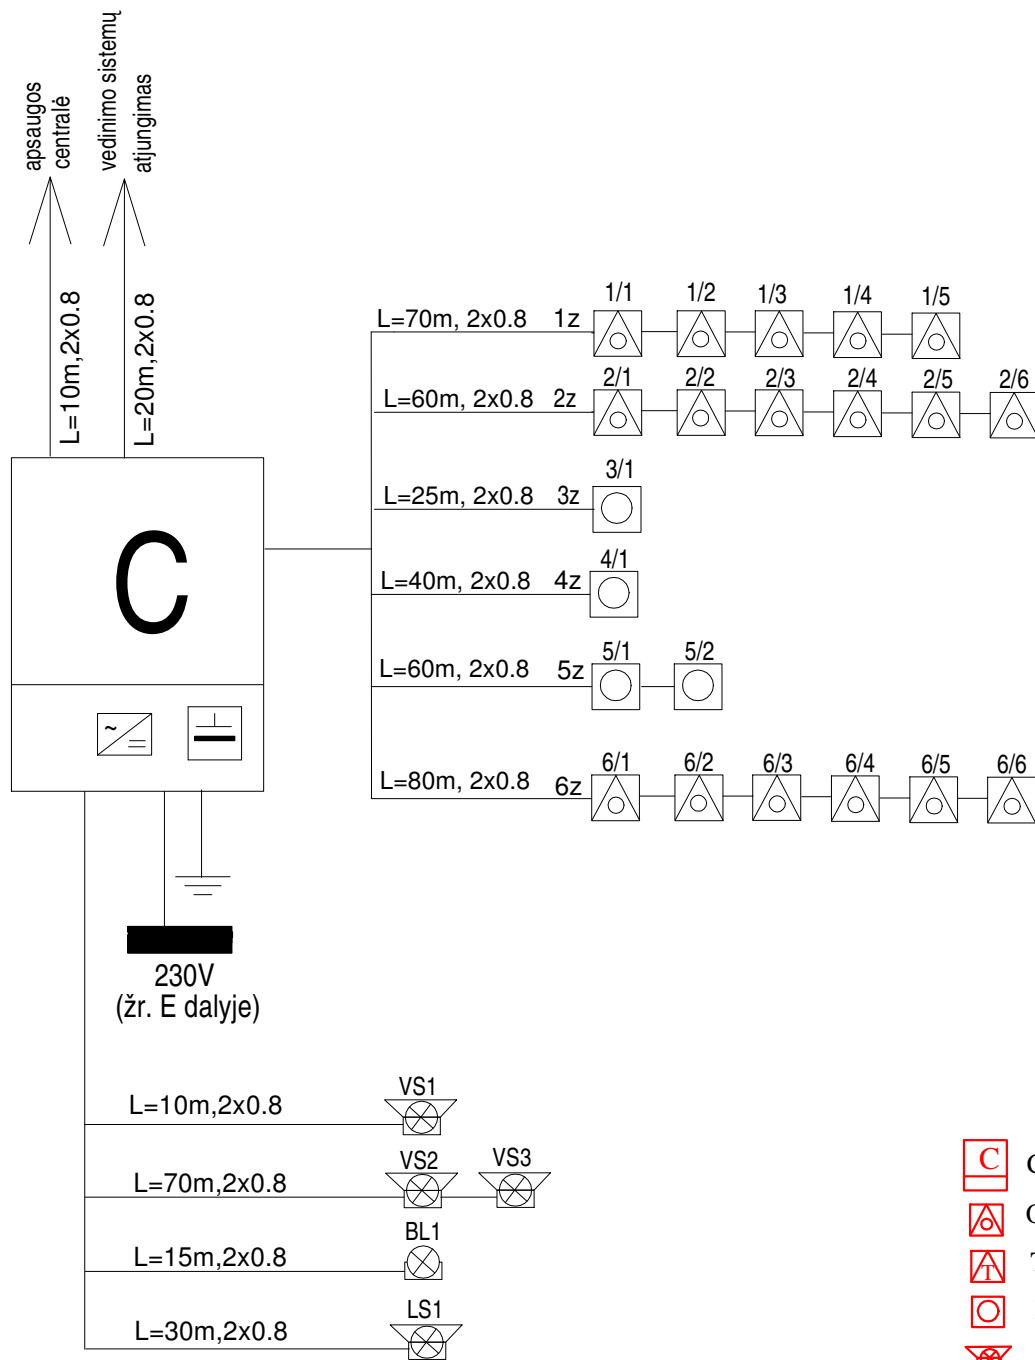 apsaugos
centralė
vedinimo sistemų
atjungimas
L=10m,2x0.8
L=20m,2x0.8
1/1 1/2 1/3 1/4 1/5
L=70m, 2x0.8 1z
2/1 2/2 2/3 2/4 2/5 2/6
L=60m, 2x0.8 2z
3/1
L=25m, 2x0.8 3z
4/1
L=40m, 2x0.8 4z
5/1 5/2
L=60m, 2x0.8 5z
6/1 6/2 6/3 6/4 6/5 6/6
L=80m, 2x0.8 6z
C
~
230V
(žr. E dalyje)
VS1
L=10m,2x0.8
VS2 VS3
L=70m,2x0.8
BL1
L=15m,2x0.8
LS1
L=30m,2x0.8
C
T